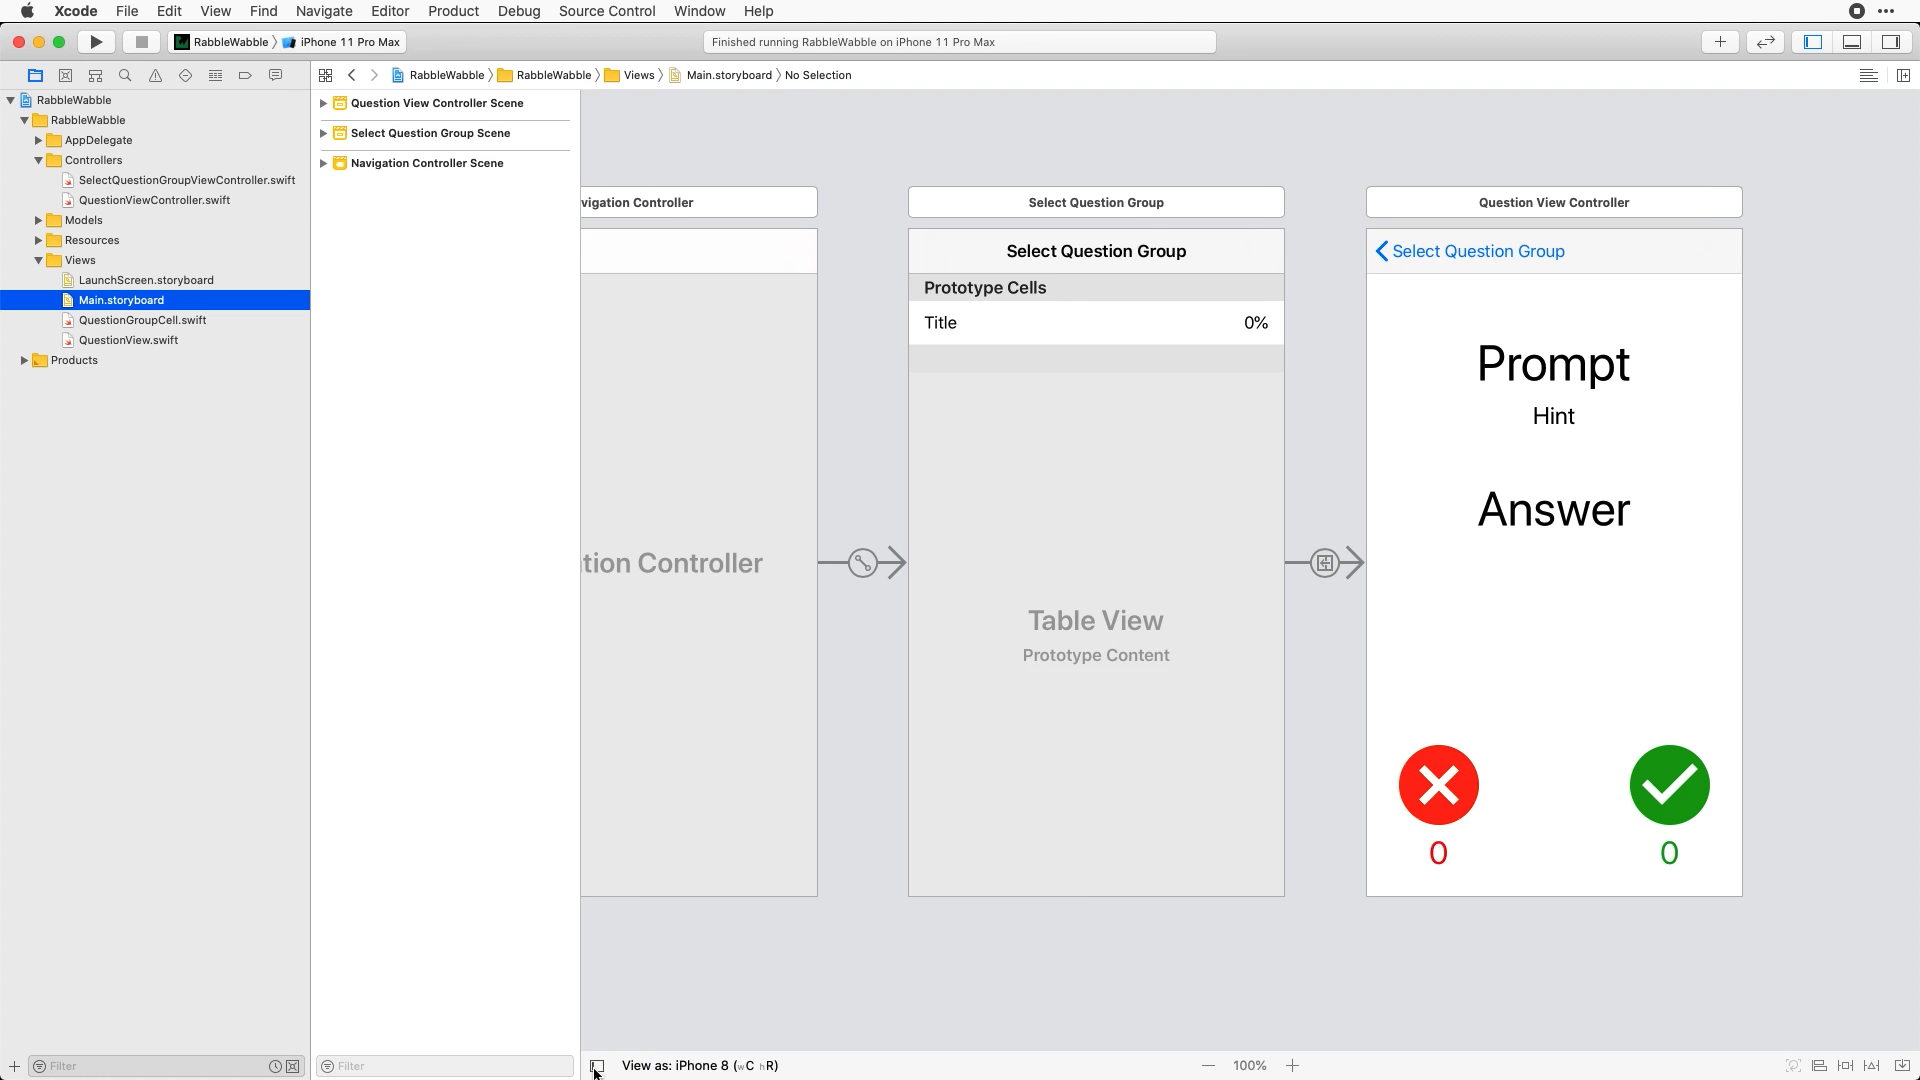 Xcode File Edit View Find Navigate Editor Product Debug Source Control Window Help
RabbleWabble iPhone 11 Pro Max
Finished running RabbleWabble on iPhone 11 Pro Max
RabbleWabble RabbleWabble Views Main.storyboard No Selection
RabbleWabble
RabbleWabble
AppDelegate
Controllers
SelectQuestionGroupViewController.swift
QuestionViewController.swift
Models
Resources
Views
LaunchScreen.storyboard
Main.storyboard
QuestionGroupCell.swift
QuestionView.swift
Products
Filter
Question View Controller Scene
Select Question Group Scene
Navigation Controller Scene
Filter
vigation Controller
tion Controller
Select Question Group
Select Question Group
Prototype Cells
Title 0%
Table View
Prototype Content
Question View Controller
Select Question Group
Prompt
Hint
Answer
0 0
View as: iPhone 8 (wC hR)
100%